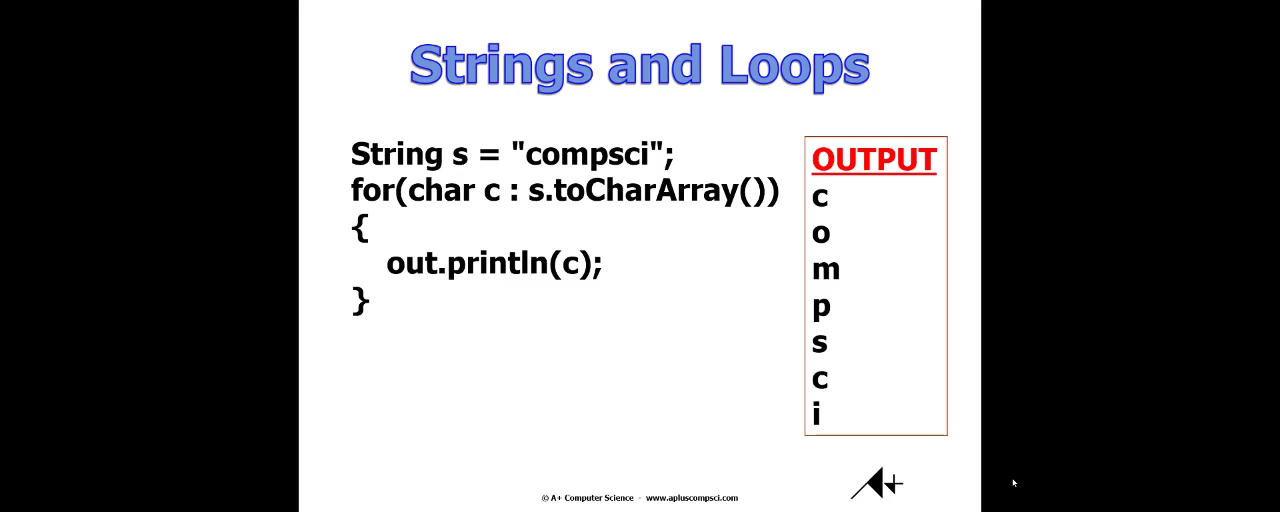 Strings and Loops
String s = "compsci";
for(char c : s.toCharArray())
{
out.println(c);
}
OUTPUT
c
o
m
p
s
c
i
A+
© A+ Computer Science - www.apluscompsci.com